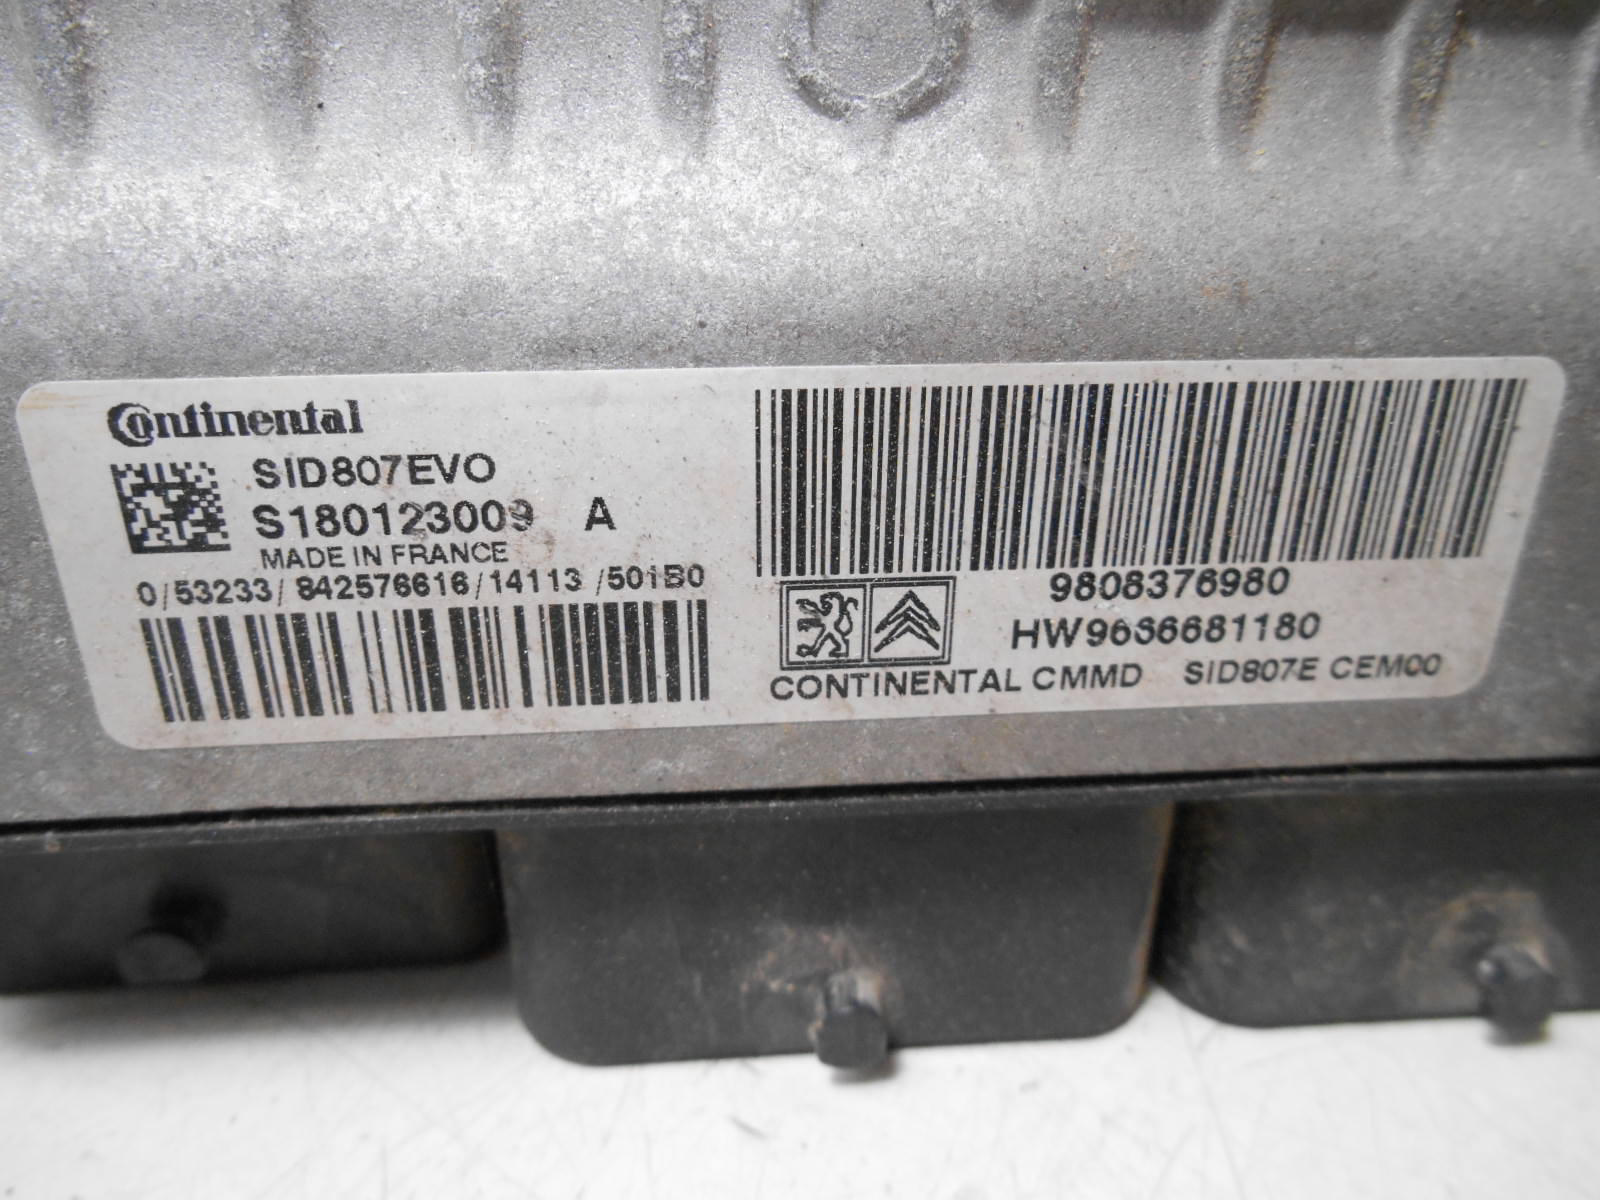 Continental
SID807EVO
S180123009 A
MADE IN FRANCE
0/53233/842576616/14113/501B0
9808376980
HW9666681180
CONTINENTAL CMMD SID807E CEM00